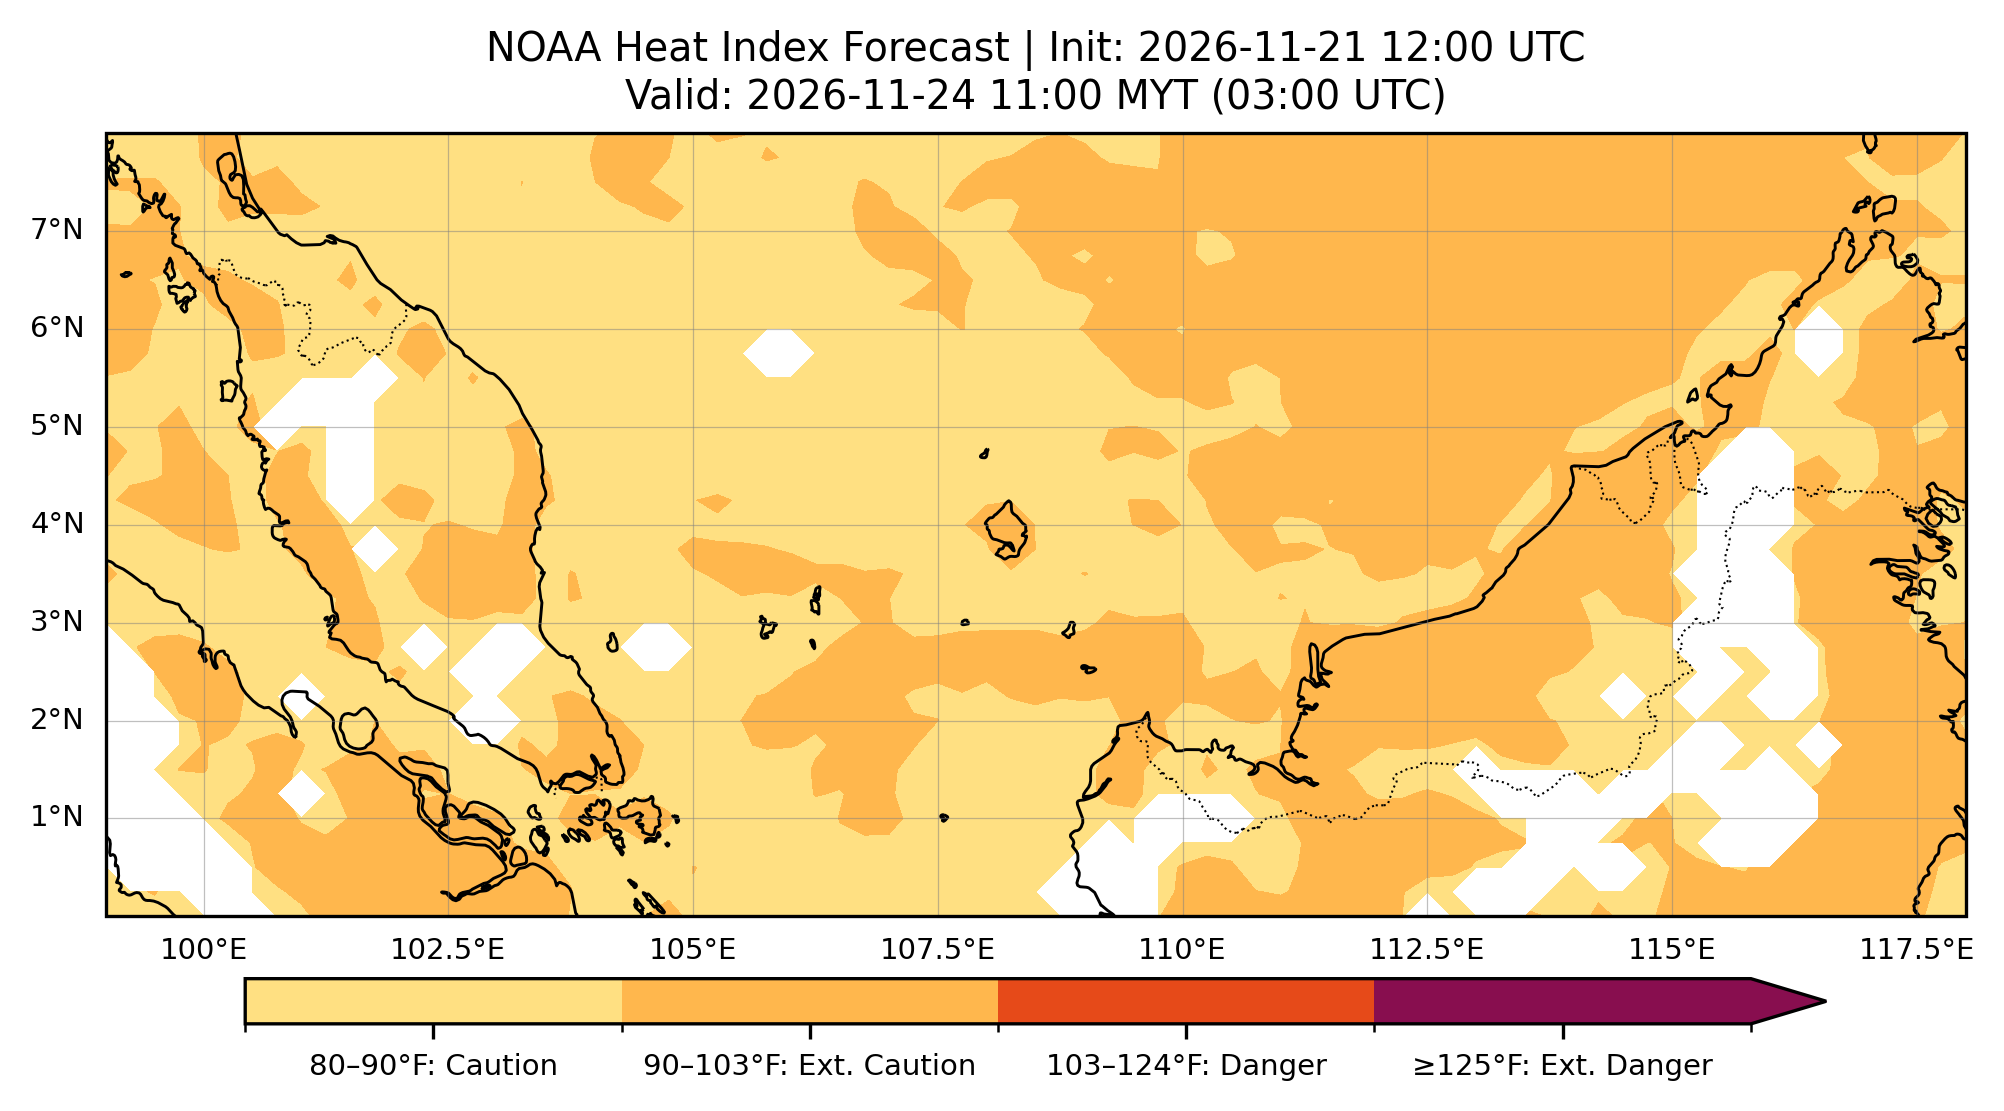 NOAA Heat Index Forecast | Init: 2026-11-21 12:00 UTC
Valid: 2026-11-24 11:00 MYT (03:00 UTC)
7°N
6°N
5°N
4°N
3°N
2°N
1°N
100°E 102.5°E 105°E 107.5°E 110°E 112.5°E 115°E 117.5°E
80–90°F: Caution 90–103°F: Ext. Caution 103–124°F: Danger ≥125°F: Ext. Danger